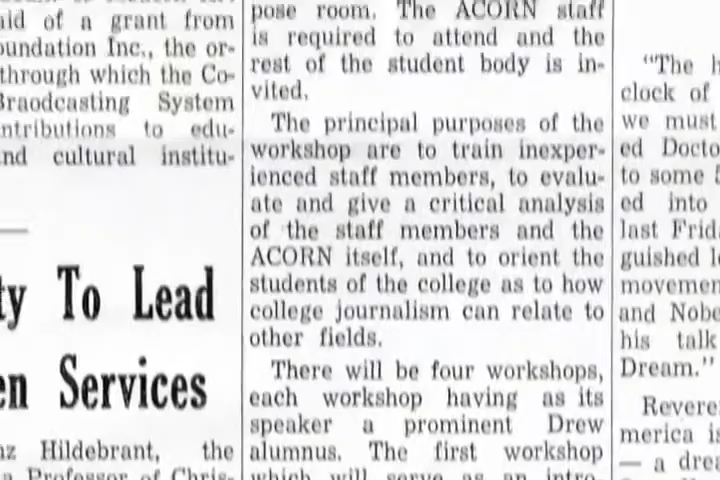 aid of a grant from
oundation Inc., the or-
through which the Co-
Braodcasting System
ntributions to edu-
nd cultural institu-
ty To Lead
en Services
nz Hildebrant, the
a Professor of Chris-
pose room. The ACORN staff
is required to attend and the
rest of the student body is in-
vited.
The principal purposes of the
workshop are to train inexper-
ienced staff members, to evalu-
ate and give a critical analysis
of the staff members and the
ACORN itself, and to orient the
students of the college as to how
college journalism can relate to
other fields.
There will be four workshops,
each workshop having as its
speaker a prominent Drew
alumnus. The first workshop
which will serve as an intro-
"The h
clock of
we must
ed Docto
to some 5
ed into
last Frida
guished le
movemen
and Nobe
his talk
Dream."
Revere
merica is
— a drea